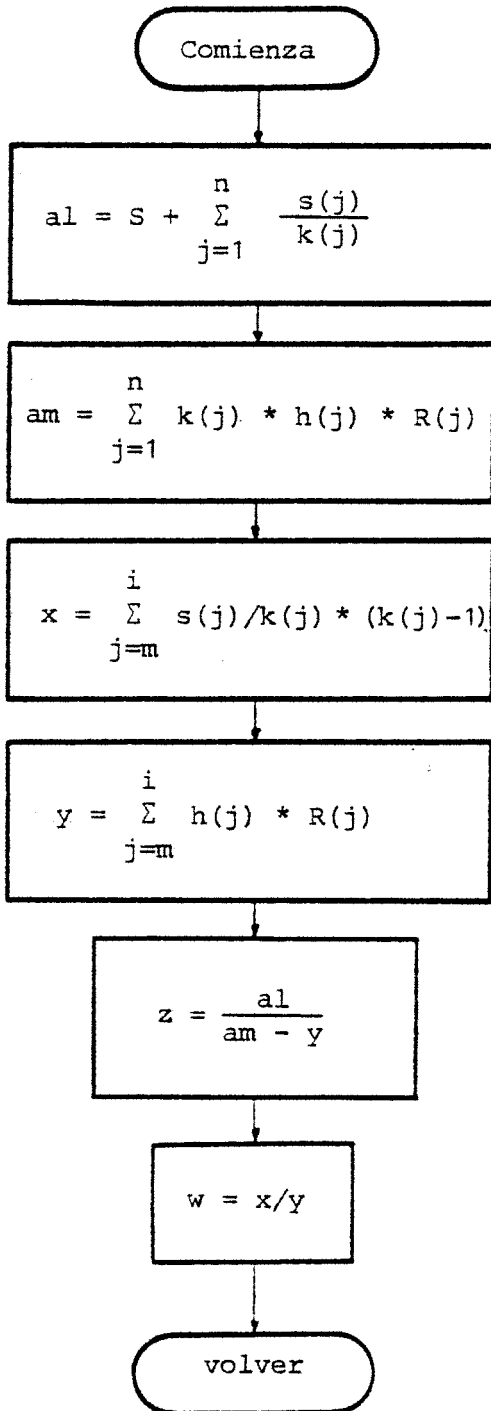 Comienza
al = S + n Σ j=1 s(j) / k(j)
am = n Σ j=1 k(j) * h(j) * R(j)
x = i Σ j=m s(j)/k(j) * (k(j)-1)
y = i Σ j=m h(j) * R(j)
z = al / am - y
w = x/y
volver